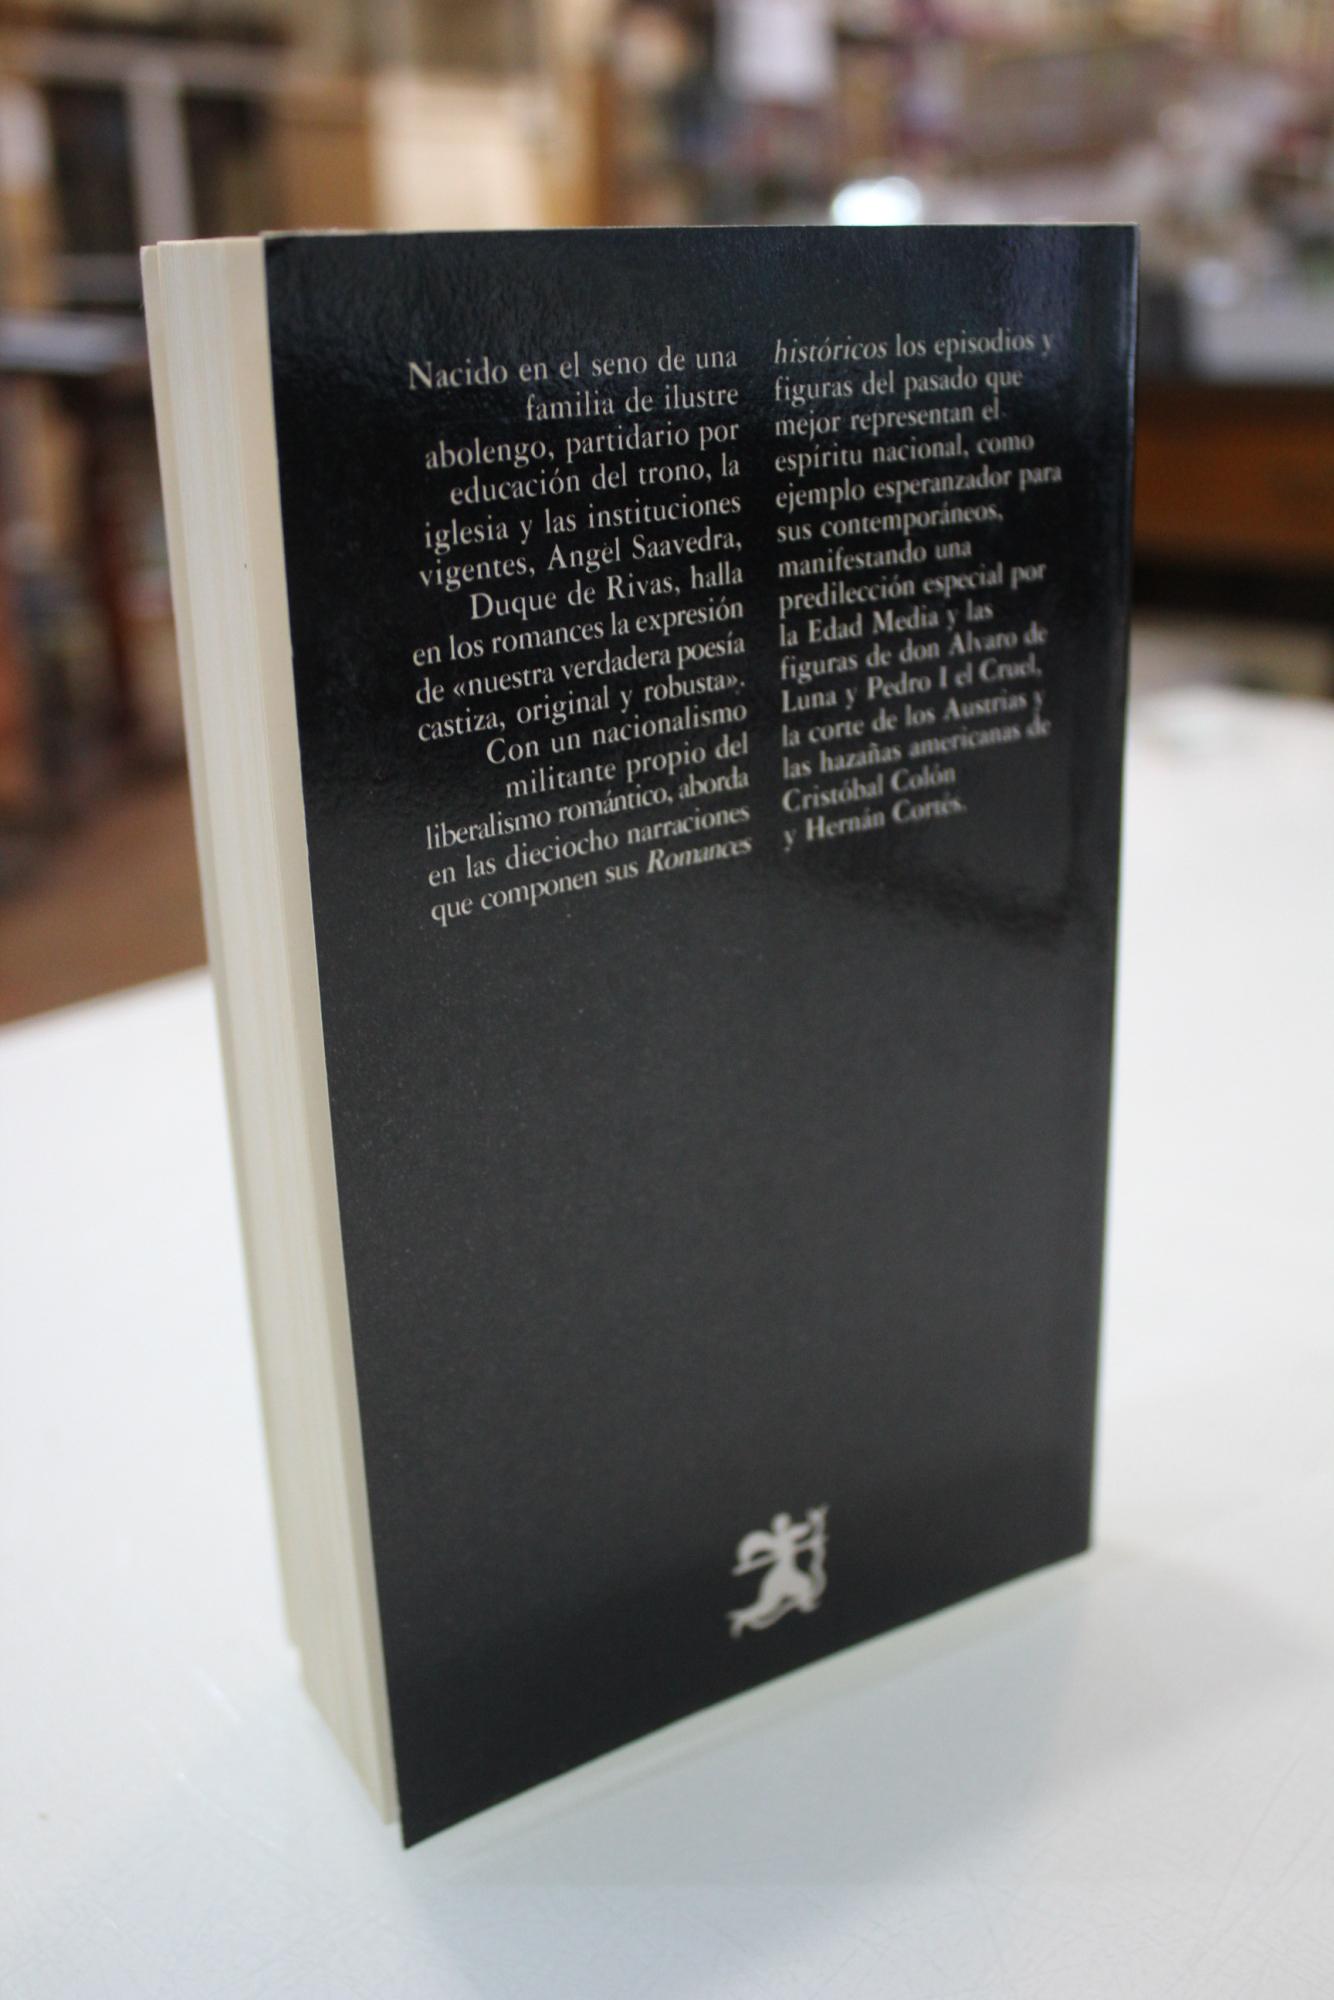 Nacido en el seno de una
familia de ilustre
abolengo, partidario por
educación del trono, la
iglesia y las instituciones
vigentes, Angel Saavedra,
Duque de Rivas, halla
en los romances la expresión
de «nuestra verdadera poesía
castiza, original y robusta».
Con un nacionalismo
militante propio del
liberalismo romántico, aborda
en las dieciocho narraciones
que componen sus Romances
históricos los episodios y
figuras del pasado que
mejor representan el
espíritu nacional, como
ejemplo esperanzador para
sus contemporáneos,
manifestando una
predilección especial por
la Edad Media y las
figuras de don Alvaro de
Luna y Pedro I el Cruel,
la corte de los Austrias y
las hazañas americanas de
Cristóbal Colón
y Hernán Cortés.